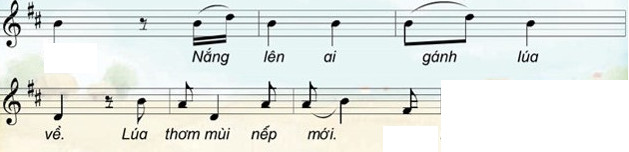 Nắng lên ai gánh lúa
về. Lúa thơm mùi nếp mới.